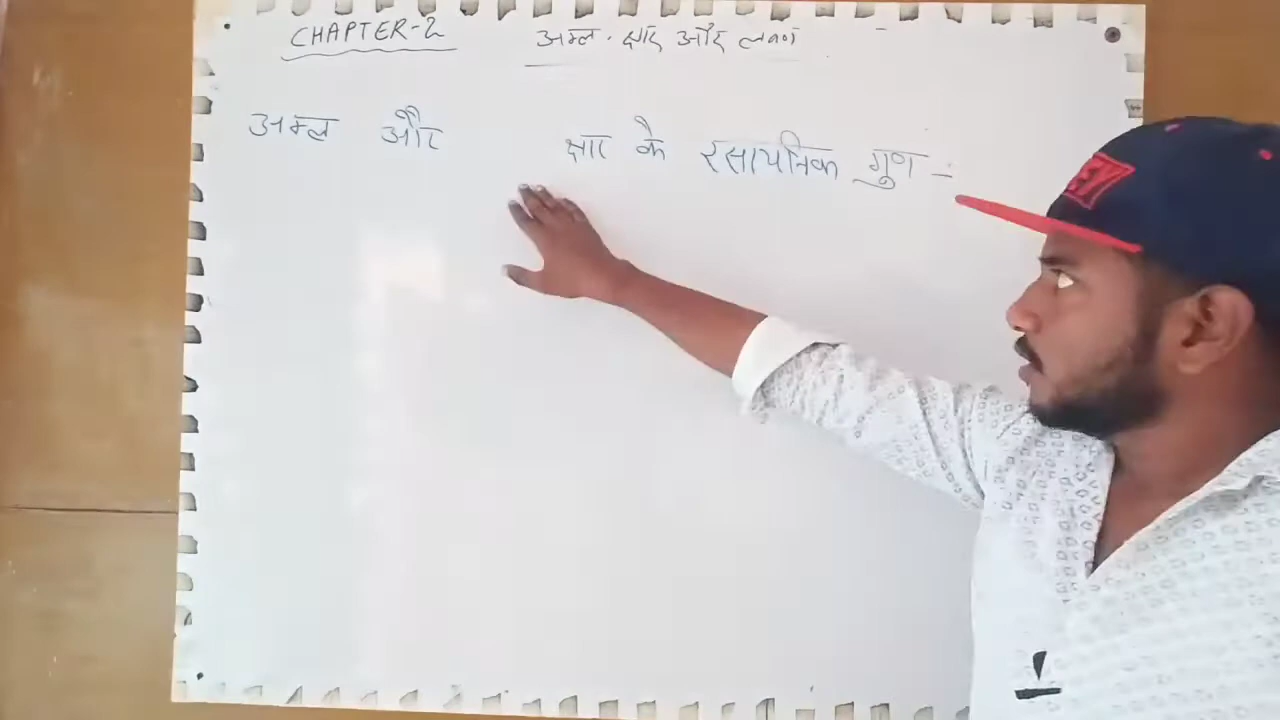 CHAPTER-2
अम्ल. क्षार और लवण
अम्ल और क्षार के रसायनिक गुण :-